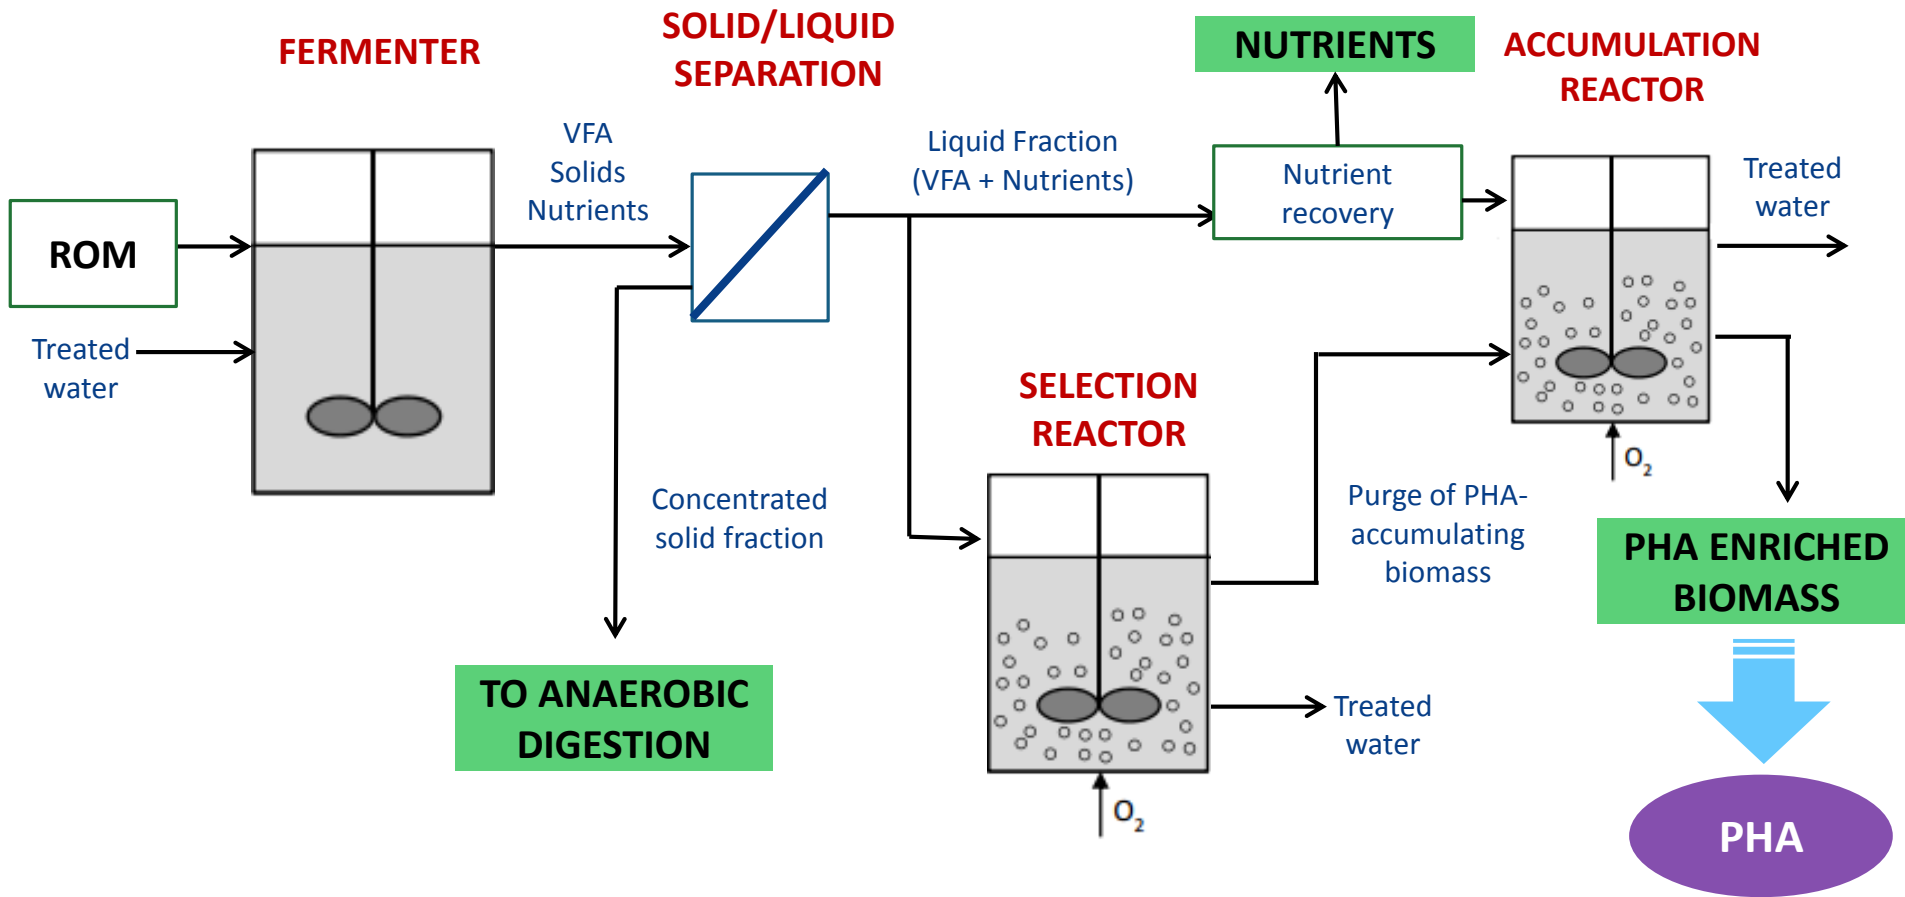 FERMENTER
SOLID/LIQUID
SEPARATION
NUTRIENTS
ACCUMULATION
REACTOR
VFA
Solids
Nutrients
Liquid Fraction
(VFA + Nutrients)
Nutrient
recovery
Treated
water
ROM
Treated
water
SELECTION
REACTOR
O2
Concentrated
solid fraction
Purge of PHA-
accumulating
biomass
PHA ENRICHED
BIOMASS
TO ANAEROBIC
DIGESTION
Treated
water
O2
PHA